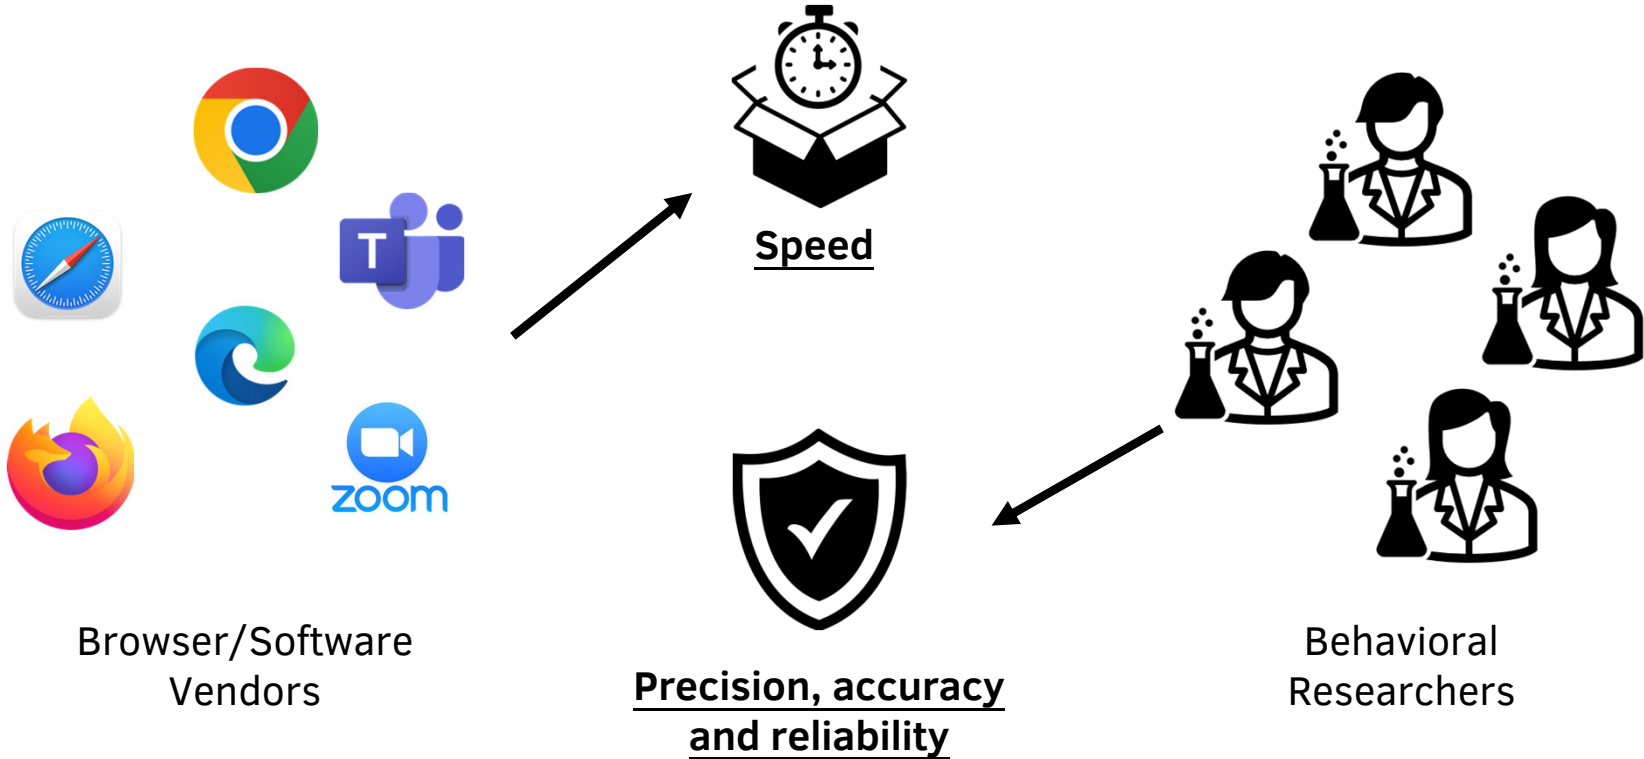 Speed
T
zoom
Browser/Software
Vendors
Precision, accuracy
and reliability
Behavioral
Researchers